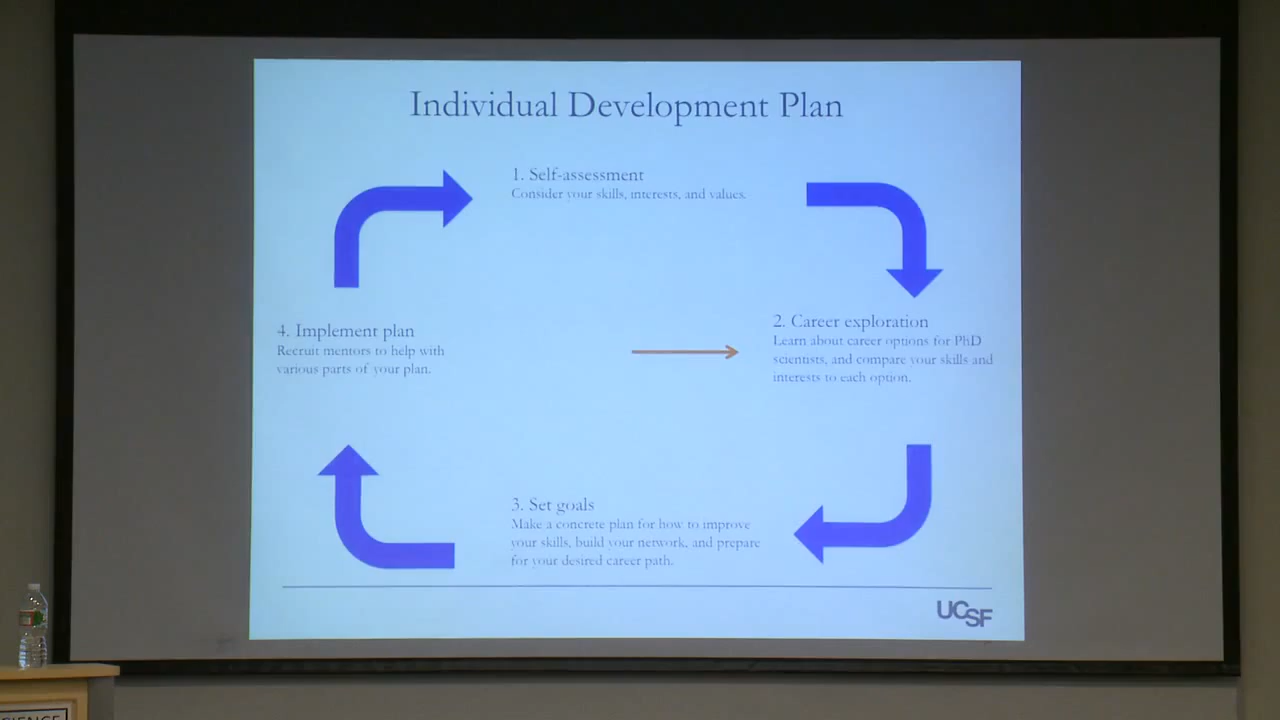 Individual Development Plan
1. Self-assessment
Consider your skills, interests, and values.
2. Career exploration
Learn about career options for PhD
scientists, and compare your skills and
interests to each option.
4. Implement plan
Recruit mentors to help with
various parts of your plan.
3. Set goals
Make a concrete plan for how to improve
your skills, build your network, and prepare
for your desired career path.
UCSF